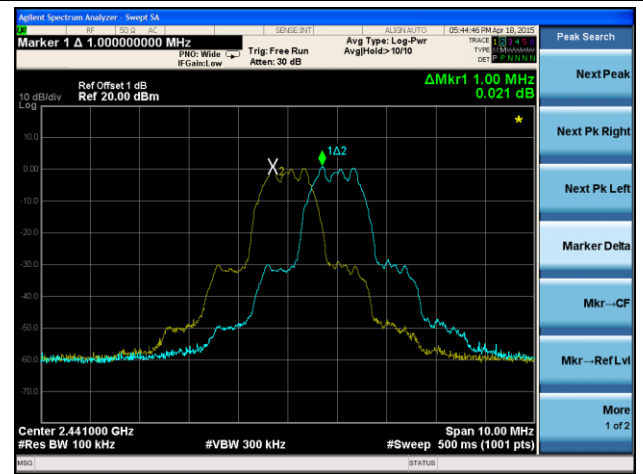 Agilent Spectrum Analyzer - Swept SA
RF 50 Ω AC SENSE:INT ALIGN AUTO 05:44:46 PM Apr 18, 2015
Marker 1 Δ 1.000000000 MHz
PNO: Wide
IFGain:Low
Trig: Free Run
Atten: 30 dB
Avg Type: Log-Pwr
Avg|Hold:> 10/10
TRACE 1 2 3 4 5 6
TYPE
DET P P N N N N
Peak Search
Next Peak
Next Pk Right
Next Pk Left
Marker Delta
Mkr→CF
Mkr→Ref Lvl
More
1 of 2
ΔMkr1 1.00 MHz
0.021 dB
Ref Offset 1 dB
10 dB/div Ref 20.00 dBm
Log
10.0
0.00
-10.0
-20.0
-30.0
-40.0
-50.0
-60.0
-70.0
X2
1Δ2
*
Center 2.441000 GHz Span 10.00 MHz
#Res BW 100 kHz #VBW 300 kHz #Sweep 500 ms (1001 pts)
MSG STATUS